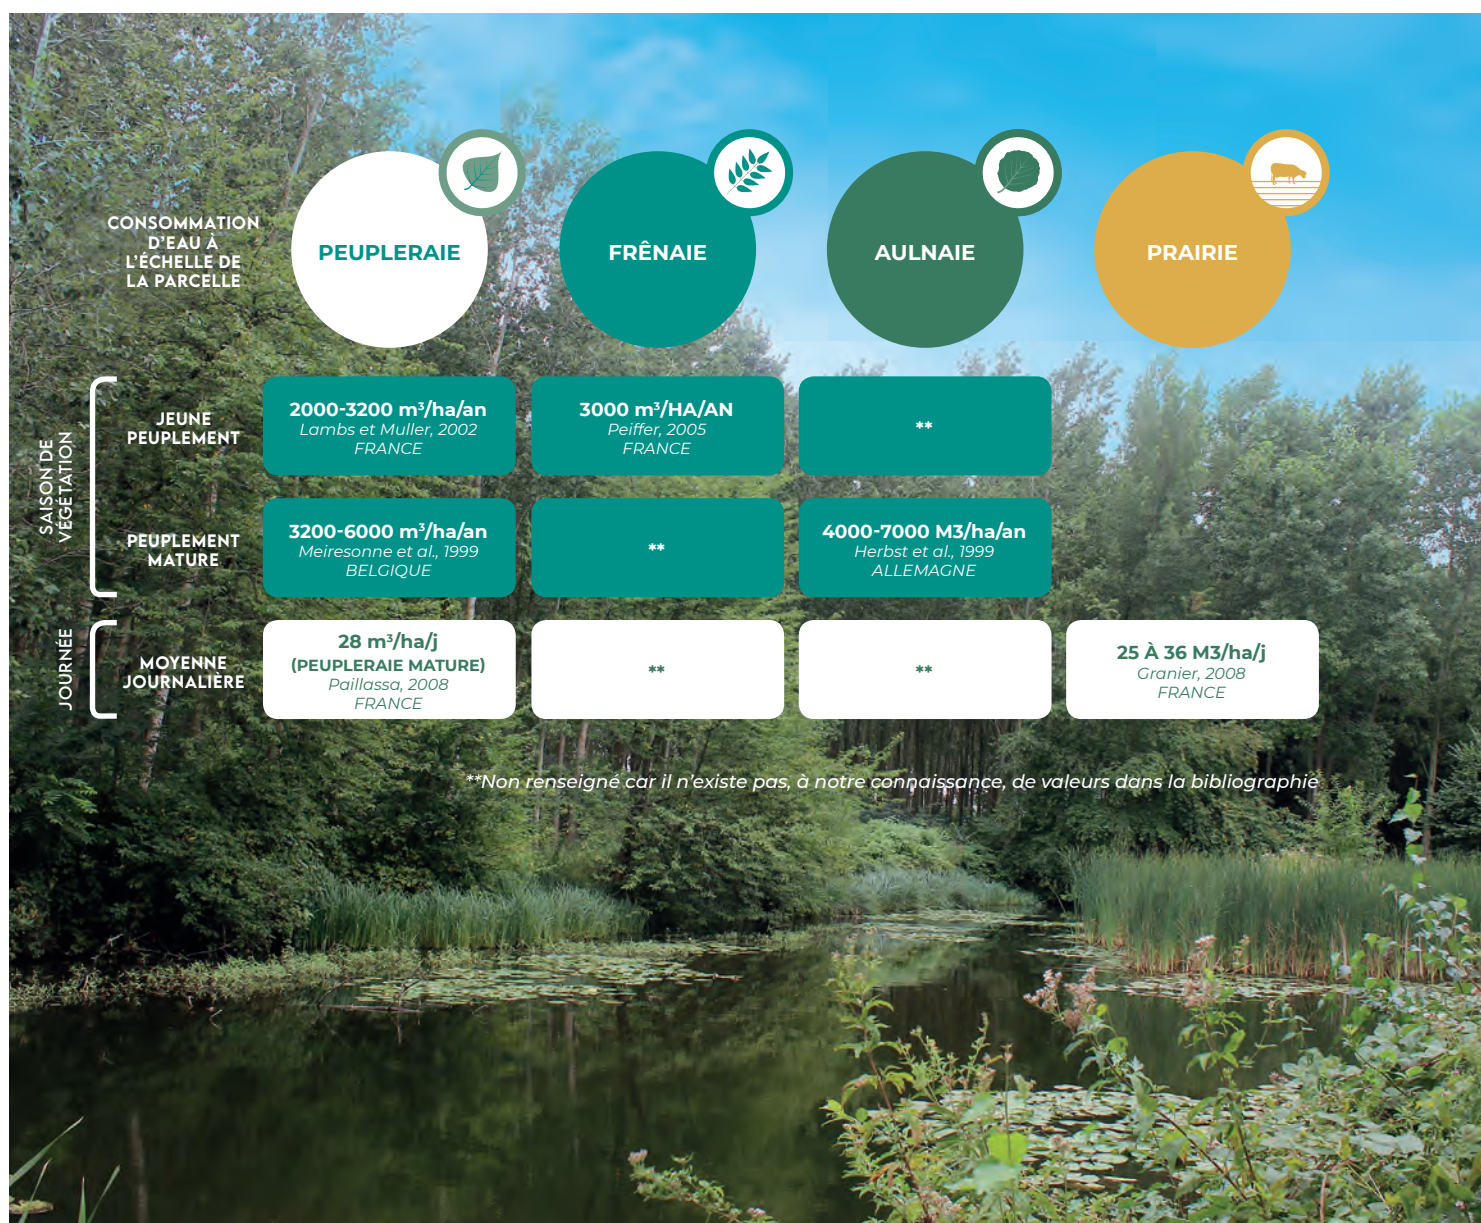 CONSOMMATION
D'EAU À
L'ÉCHELLE DE
LA PARCELLE
PEUPLERAIE
FRÊNAIE
AULNAIE
PRAIRIE
SAISON DE
VÉGÉTATION
JEUNE
PEUPLEMENT
2000-3200 m³/ha/an
Lambs et Muller, 2002
FRANCE
3000 m³/HA/AN
Peiffer, 2005
FRANCE
**
PEUPLEMENT
MATURE
3200-6000 m³/ha/an
Meiresonne et al., 1999
BELGIQUE
**
4000-7000 M3/ha/an
Herbst et al., 1999
ALLEMAGNE
JOURNÉE
MOYENNE
JOURNALIÈRE
28 m³/ha/j
(PEUPLERAIE MATURE)
Paillassa, 2008
FRANCE
**
**
25 À 36 M3/ha/j
Granier, 2008
FRANCE
**Non renseigné car il n'existe pas, à notre connaissance, de valeurs dans la bibliographie